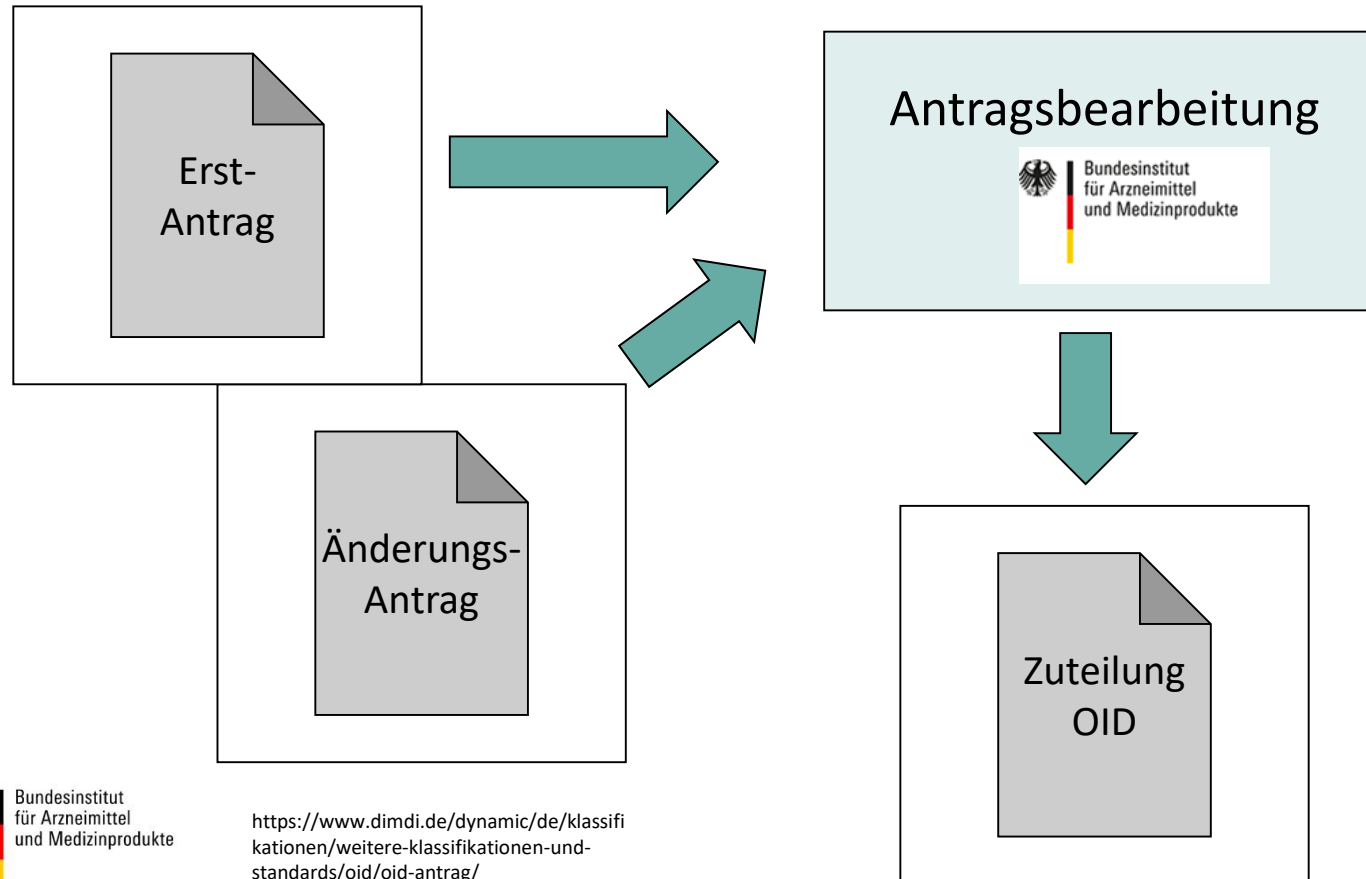 Erst-
Antrag
Antragsbearbeitung
Bundesinstitut
für Arzneimittel
und Medizinprodukte
Änderungs-
Antrag
Zuteilung
OID
Bundesinstitut
für Arzneimittel
und Medizinprodukte
https://www.dimdi.de/dynamic/de/klassifi
kationen/weitere-klassifikationen-und-
standards/oid/oid-antrag/